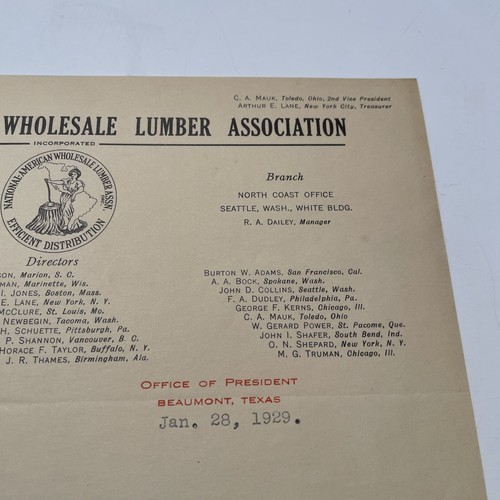 C. A. MAUK, Toledo, Ohio, 2nd Vice President
ARTHUR E. LANE, New York City, Treasurer
WHOLESALE LUMBER ASSOCIATION
INCORPORATED
NATIONAL-AMERICAN WHOLESALE LUMBER ASSN
EFFICIENT DISTRIBUTION
Branch
NORTH COAST OFFICE
SEATTLE, WASH., WHITE BLDG.
R. A. DAILEY, Manager
Directors
SON, Marion, S. C.
MAN, Marinette, Wis.
I. JONES, Boston, Mass.
E. LANE, New York, N. Y.
MCCLURE, St. Louis, Mo.
NEWBEGIN, Tacoma, Wash.
H. SCHUETTE, Pittsburgh, Pa.
P. SHANNON, Vancouver, B. C.
HORACE F. TAYLOR, Buffalo, N. Y.
J. R. THAMES, Birmingham, Ala.
BURTON W. ADAMS, San Francisco, Cal.
A. A. BOCK, Spokane, Wash.
JOHN D. COLLINS, Seattle, Wash.
F. A. DUDLEY, Philadelphia, Pa.
GEORGE F. KERNS, Chicago, Ill.
C. A. MAUK, Toledo, Ohio
W. GERARD POWER, St. Pacome, Que.
JOHN I. SHAFER, South Bend, Ind.
O. N. SHEPARD, New York, N. Y.
M. G. TRUMAN, Chicago, Ill.
OFFICE OF PRESIDENT
BEAUMONT, TEXAS
Jan. 28, 1929.